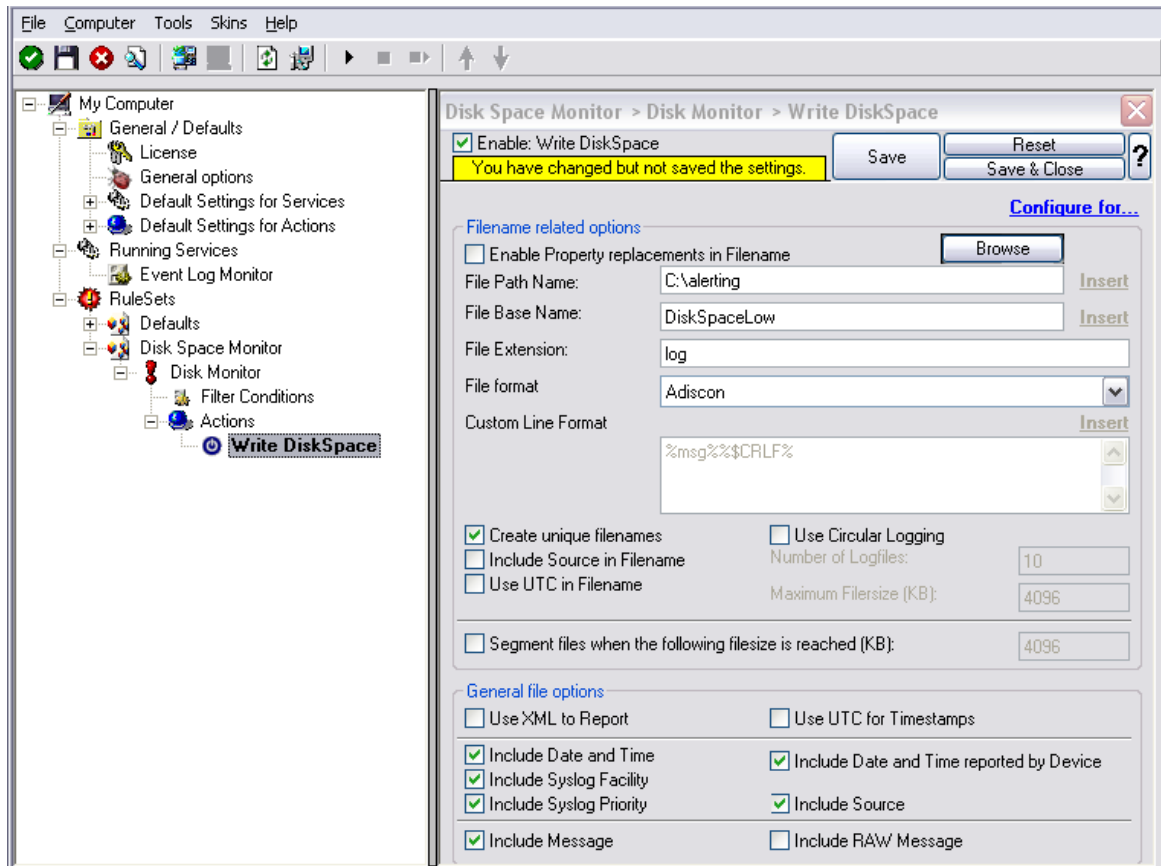 File Computer Tools Skins Help
My Computer
General / Defaults
License
General options
Default Settings for Services
Default Settings for Actions
Running Services
Event Log Monitor
RuleSets
Defaults
Disk Space Monitor
Disk Monitor
Filter Conditions
Actions
Write DiskSpace
Disk Space Monitor > Disk Monitor > Write DiskSpace
Enable: Write DiskSpace
You have changed but not saved the settings.
Save
Reset
Save & Close
?
Configure for...
Filename related options
Enable Property replacements in Filename
Browse
File Path Name: C:\alerting Insert
File Base Name: DiskSpaceLow Insert
File Extension: log
File format Adiscon
Custom Line Format Insert
%msg%%$CRLF%
Create unique filenames Use Circular Logging
Include Source in Filename Number of Logfiles: 10
Use UTC in Filename Maximum Filersize (KB): 4096
Segment files when the following filesize is reached (KB): 4096
General file options
Use XML to Report Use UTC for Timestamps
Include Date and Time Include Date and Time reported by Device
Include Syslog Facility
Include Syslog Priority Include Source
Include Message Include RAW Message